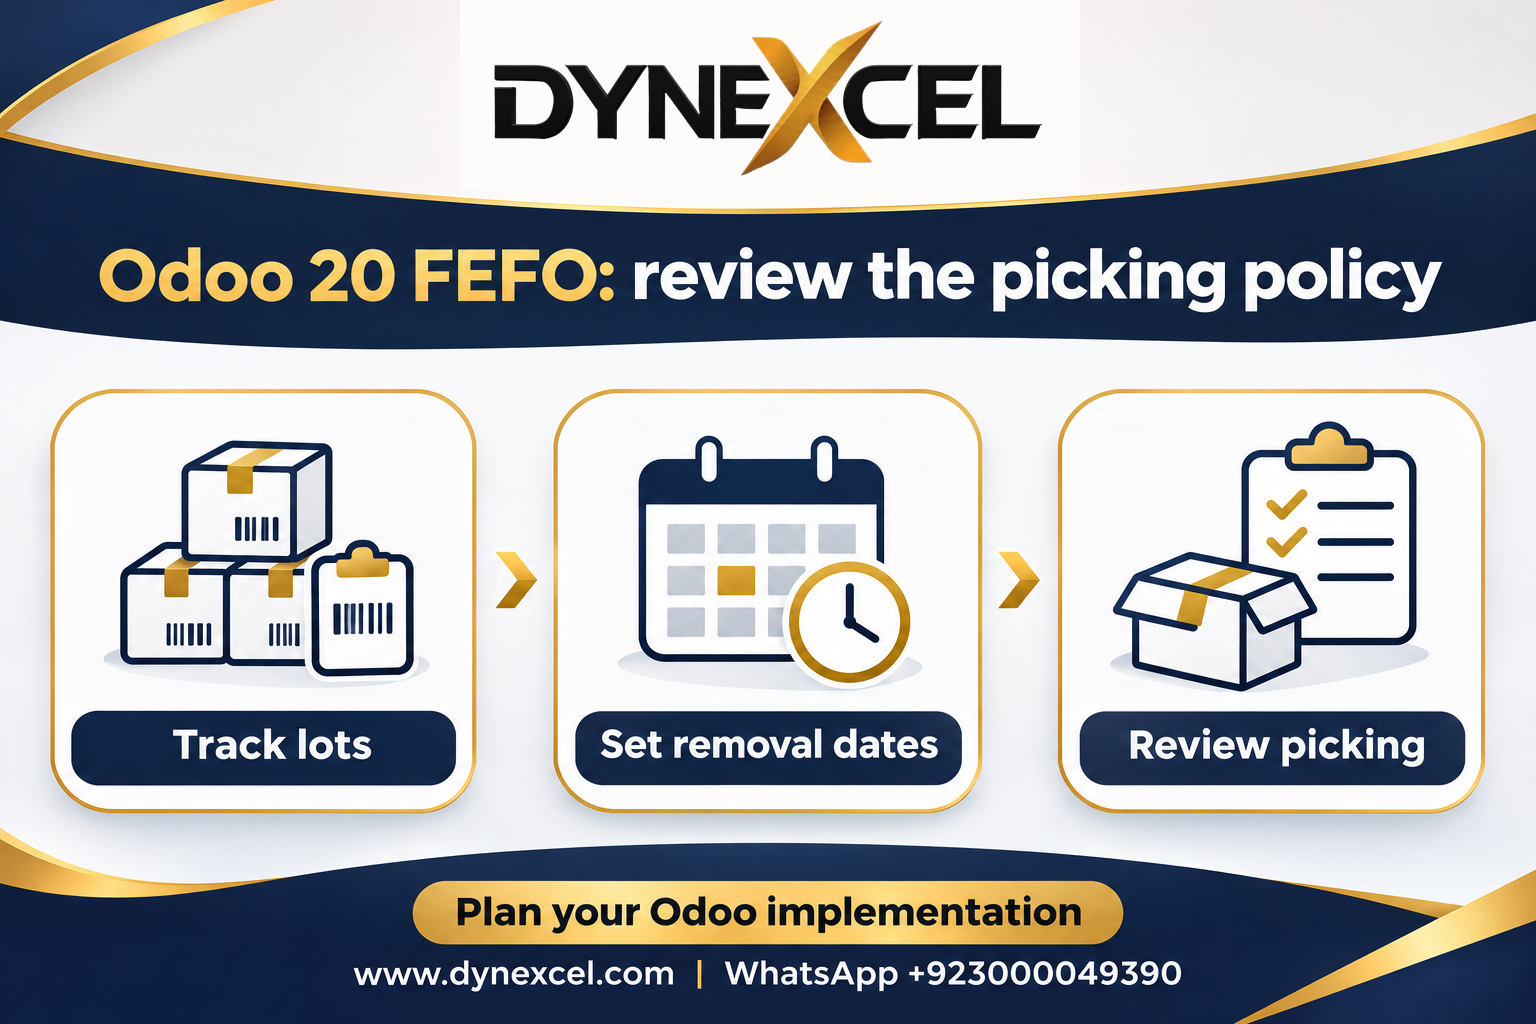 DYNEXCEL
Odoo 20 FEFO: review the picking policy
Track lots
Set removal dates
Review picking
Plan your Odoo implementation
www.dynexcel.com | WhatsApp +923000049390